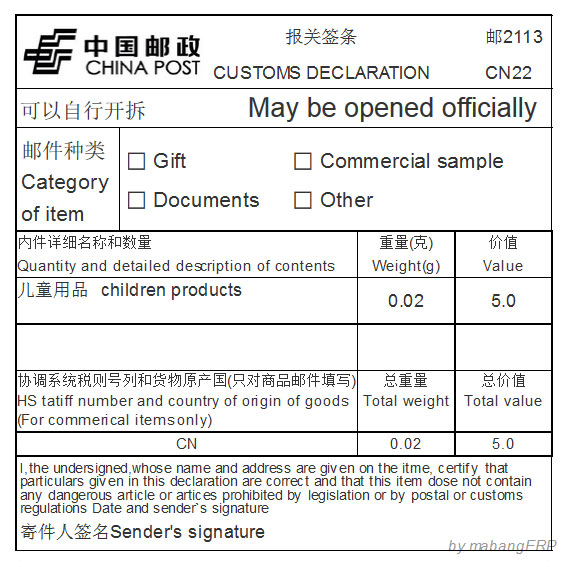 中国邮政 报关签条 邮2113
CHINA POST CUSTOMS DECLARATION CN22
可以自行开拆 May be opened officially
邮件种类
Category
of item
Gift Commercial sample
Documents Other
内件详细名称和数量 重量(克) 价值
Quantity and detailed description of contents Weight(g) Value
儿童用品 children products 0.02 5.0
协调系统税则号列和货物原产国(只对商品邮件填写) 总重量 总价值
HS tatiff number and country of origin of goods Total weight Total value
(For commerical items only)
CN 0.02 5.0
I,the undersigned,whose name and address are given on the itme, certify that
particulars given in this declaration are correct and that this item dose not contain
any dangerous article or artices prohibited by legislation or by postal or customs
regulations Date and sender`s signature
寄件人签名Sender's signature
by mabangERP